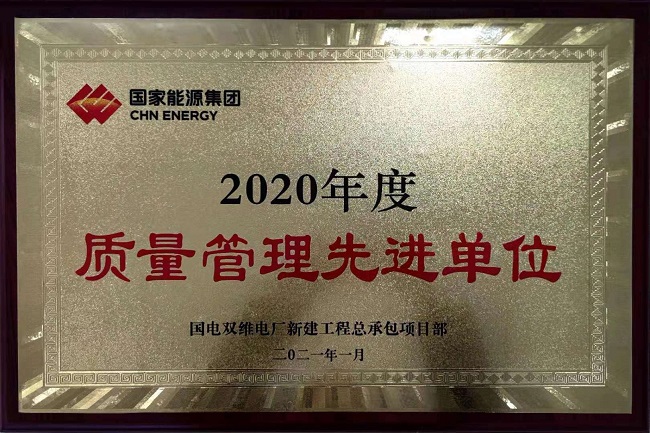 国家能源集团
CHN ENERGY
2020年度
质量管理先进单位
国电双维电厂新建工程总承包项目部
二〇二一年一月